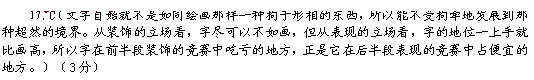 17.C（文字自始就不是如同绘画那样一种拘于形相的东西，所以能不受拘牢地发展到那
种超然的境界。从装饰的立场看，字尽可以不如画，但从表现的立场看，字的地位一上手就
比画高，所以字在前半段装饰的竞赛中吃亏的地方，正是它在后半段表现的竞赛中占便宜的
地方。）（3分）